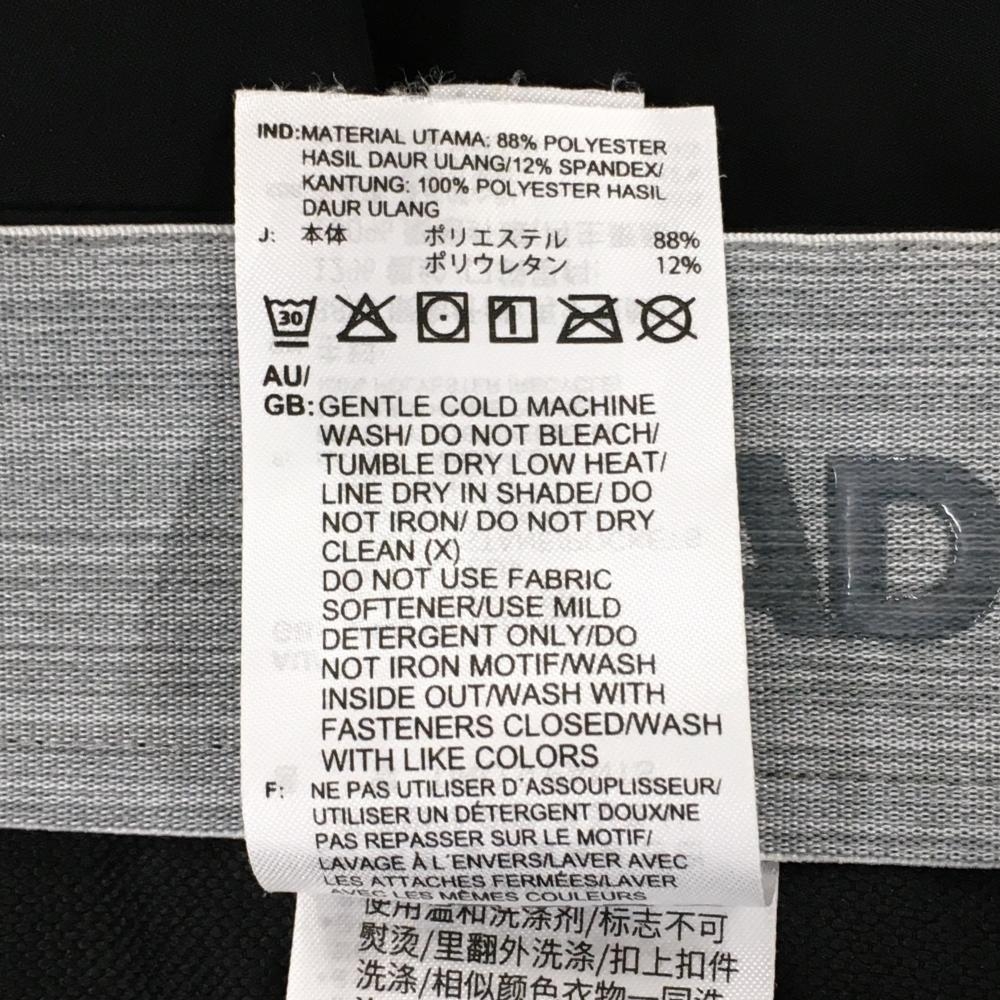 IND:MATERIAL UTAMA: 88% POLYESTER
HASIL DAUR ULANG/12% SPANDEX/
KANTUNG: 100% POLYESTER HASIL
DAUR ULANG
J: 本体 ポリエステル 88%
ポリウレタン 12%
30
AU/
GB: GENTLE COLD MACHINE
WASH/ DO NOT BLEACH/
TUMBLE DRY LOW HEAT/
LINE DRY IN SHADE/ DO
NOT IRON/ DO NOT DRY
CLEAN (X)
DO NOT USE FABRIC
SOFTENER/USE MILD
DETERGENT ONLY/DO
NOT IRON MOTIF/WASH
INSIDE OUT/WASH WITH
FASTENERS CLOSED/WASH
WITH LIKE COLORS
F: NE PAS UTILISER D'ASSOUPLISSEUR/
UTILISER UN DÉTERGENT DOUX/NE
PAS REPASSER SUR LE MOTIF/
LAVAGE À L'ENVERS/LAVER AVEC
LES ATTACHES FERMÉES/LAVER
AVEC LES MÊMES COULEURS
使用温和洗涤剂/标志不可
熨烫/里翻外洗涤/扣上扣件
洗涤/相似颜色衣物一同洗
AD